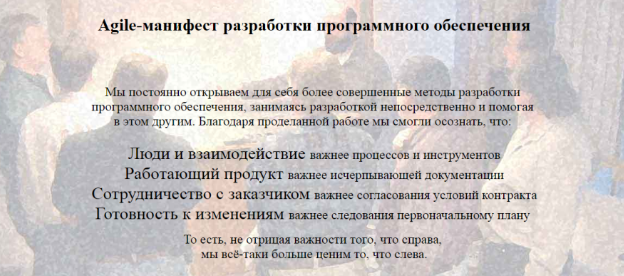 Agile-манифест разработки программного обеспечения
Мы постоянно открываем для себя более совершенные методы разработки
программного обеспечения, занимаясь разработкой непосредственно и помогая
в этом другим. Благодаря проделанной работе мы смогли осознать, что:
Люди и взаимодействие важнее процессов и инструментов
Работающий продукт важнее исчерпывающей документации
Сотрудничество с заказчиком важнее согласования условий контракта
Готовность к изменениям важнее следования первоначальному плану
То есть, не отрицая важности того, что справа,
мы всё-таки больше ценим то, что слева.